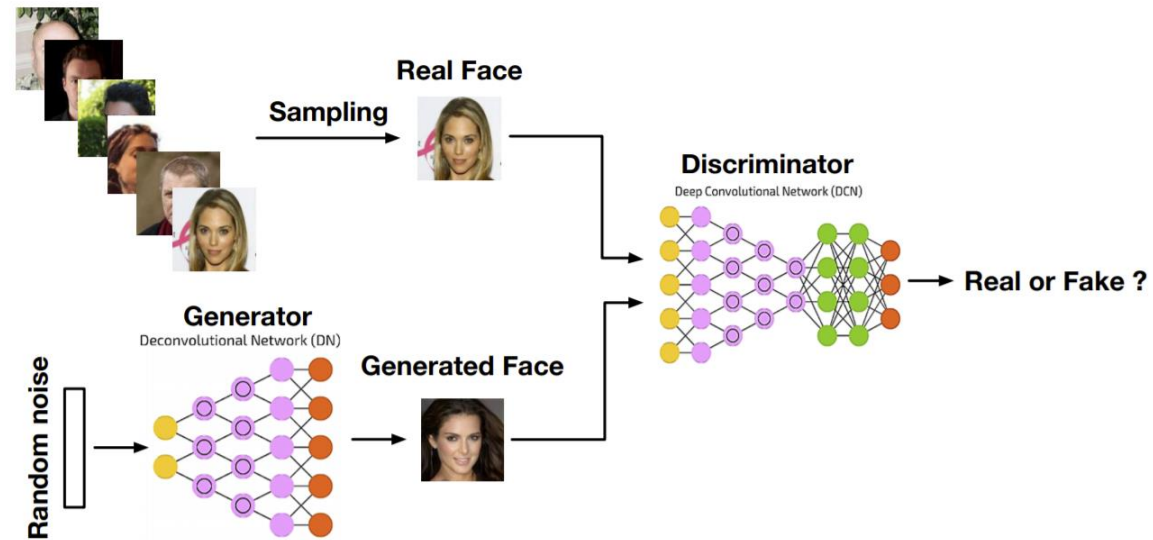 Real Face
Sampling
Discriminator
Deep Convolutional Network (DCN)
Real or Fake ?
Generator
Deconvolutional Network (DN)
Generated Face
Random noise